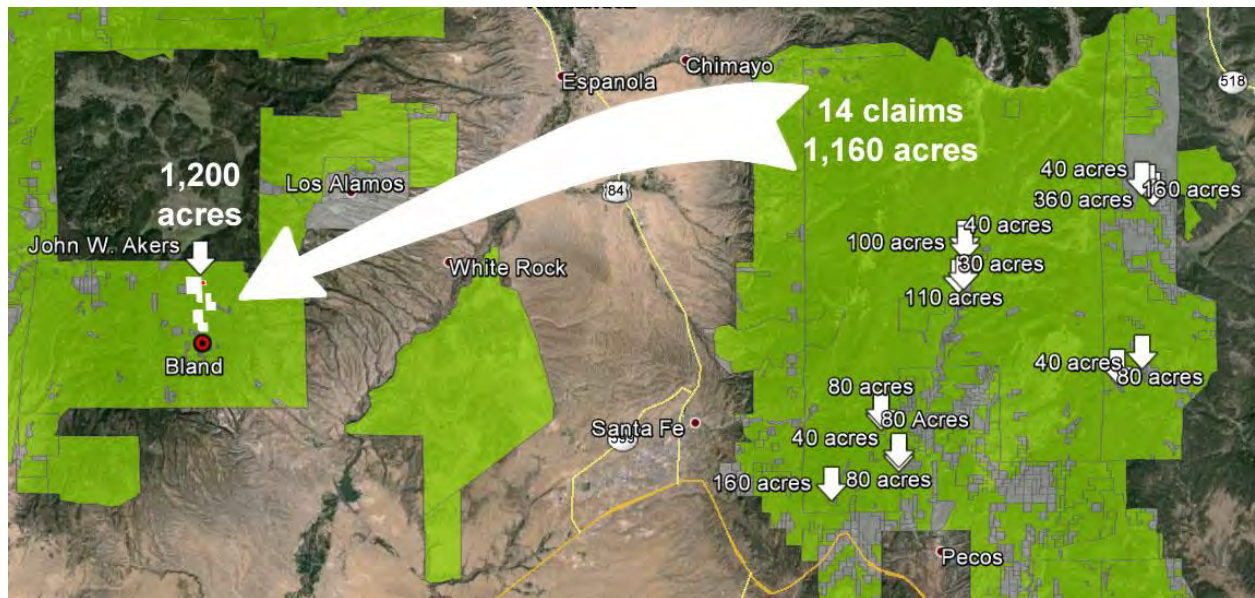 Espanola
Chimayo
518
14 claims
1,160 acres
1,200
acres
Los Alamos
84
40 acres
160 acres
360 acres
John W. Akers
White Rock
40 acres
100 acres
30 acres
110 acres
Bland
40 acres
80 acres
80 acres
80 Acres
Santa Fe
599
40 acres
160 acres
80 acres
Pecos